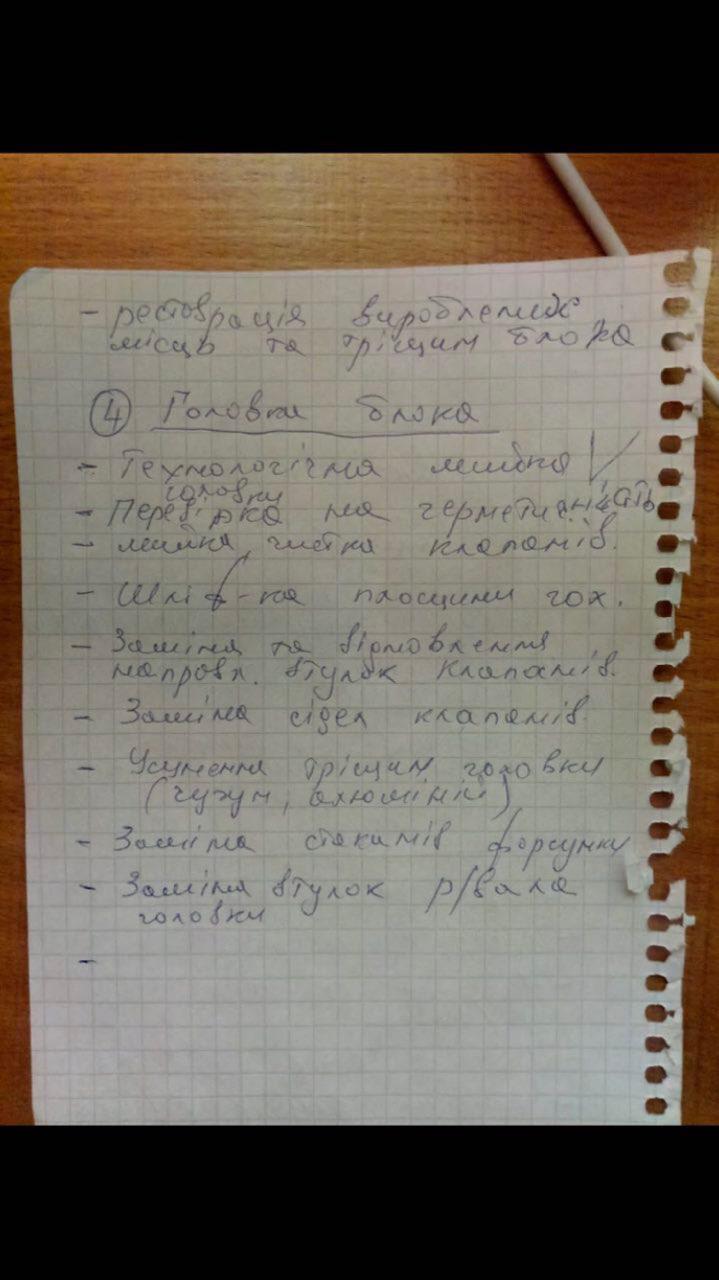 - реставрація вироблених
місць та тріщин блока
4 Головки блока
- Технологічна мийка
головки
- Перевірка на герметичність
- мийка, чистка клапанів.
- Шліф-ка площини гол.
- Заміна та відновлення
направл. втулок клапанів.
- Заміна сідел клапанів.
- Усунення тріщин головки
(чугун, алюміній)
- Заміна стаканів форсунки
- Заміна втулок р/вала
головки
-